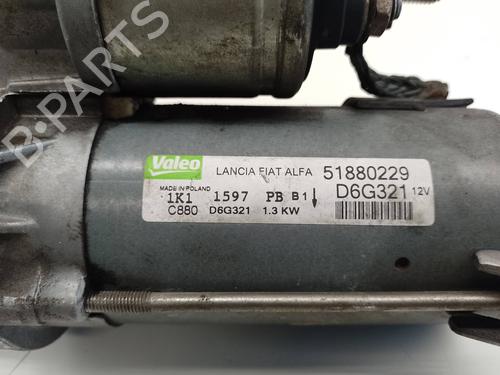 B-PARTS
Valeo LANCIA FIAT ALFA 51880229
MADE IN POLAND D6G321 12V
1K1 1597 PB B1↓
C880 D6G321 1.3 KW